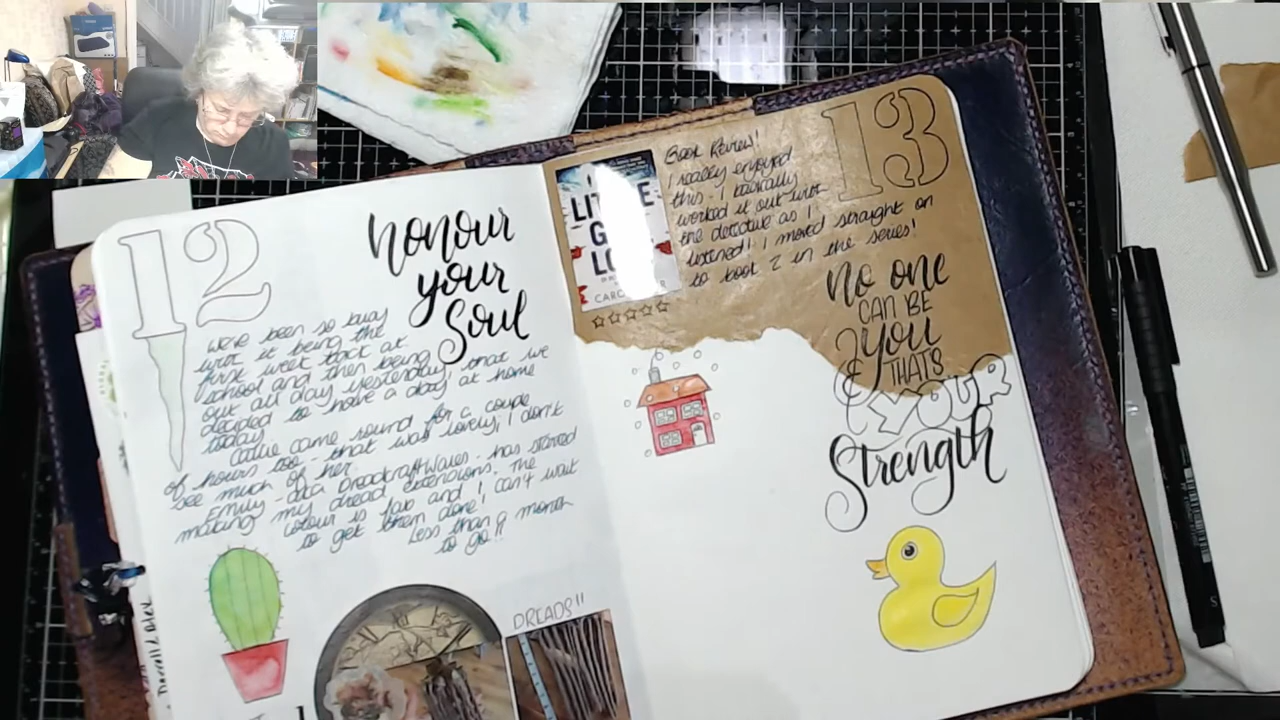 12
honour
your
Soul
we've been so busy
with it being the
first week back at
school and then being
out all day yesterday that we
decided to have a day at home
today.
Callie came round for a couple
of hours too - that was lovely, I don't
see much of her.
Emily - aka Dreadcraftwales - has started
making my dread extensions. The
colour is fab and I can't wait
to get them done! Less than a month
to go!!
DREADS!!
13
Book Review!
I really enjoyed
this - I basically
worked it out with
the detective as I
listened! I moved straight on
to book 2 in the series!
LITTLE
No one
CAN BE
you
THAT'S
YOUR
Strength